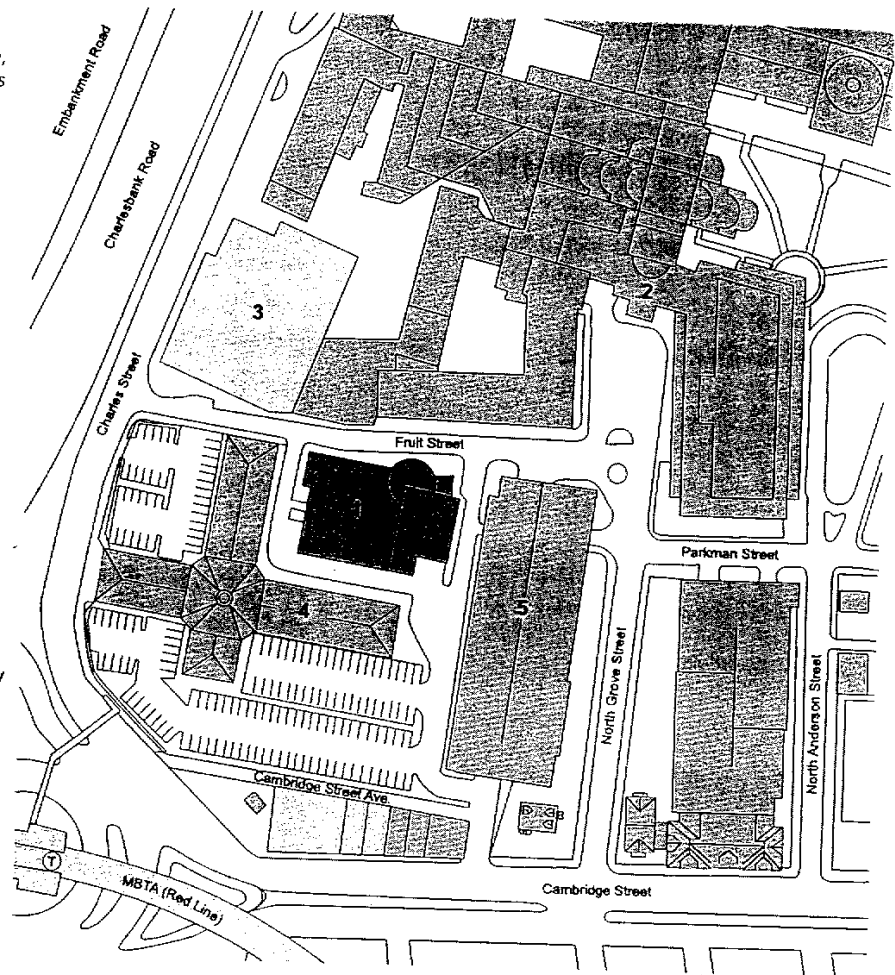 s
Embankment Road
Charlesbank Road
3
2
Charles Street
Fruit Street
1
Parkman Street
4
5
North Grove Street
North Anderson Street
Cambridge Street Ave.
Cambridge Street
T
MBTA (Red Line)